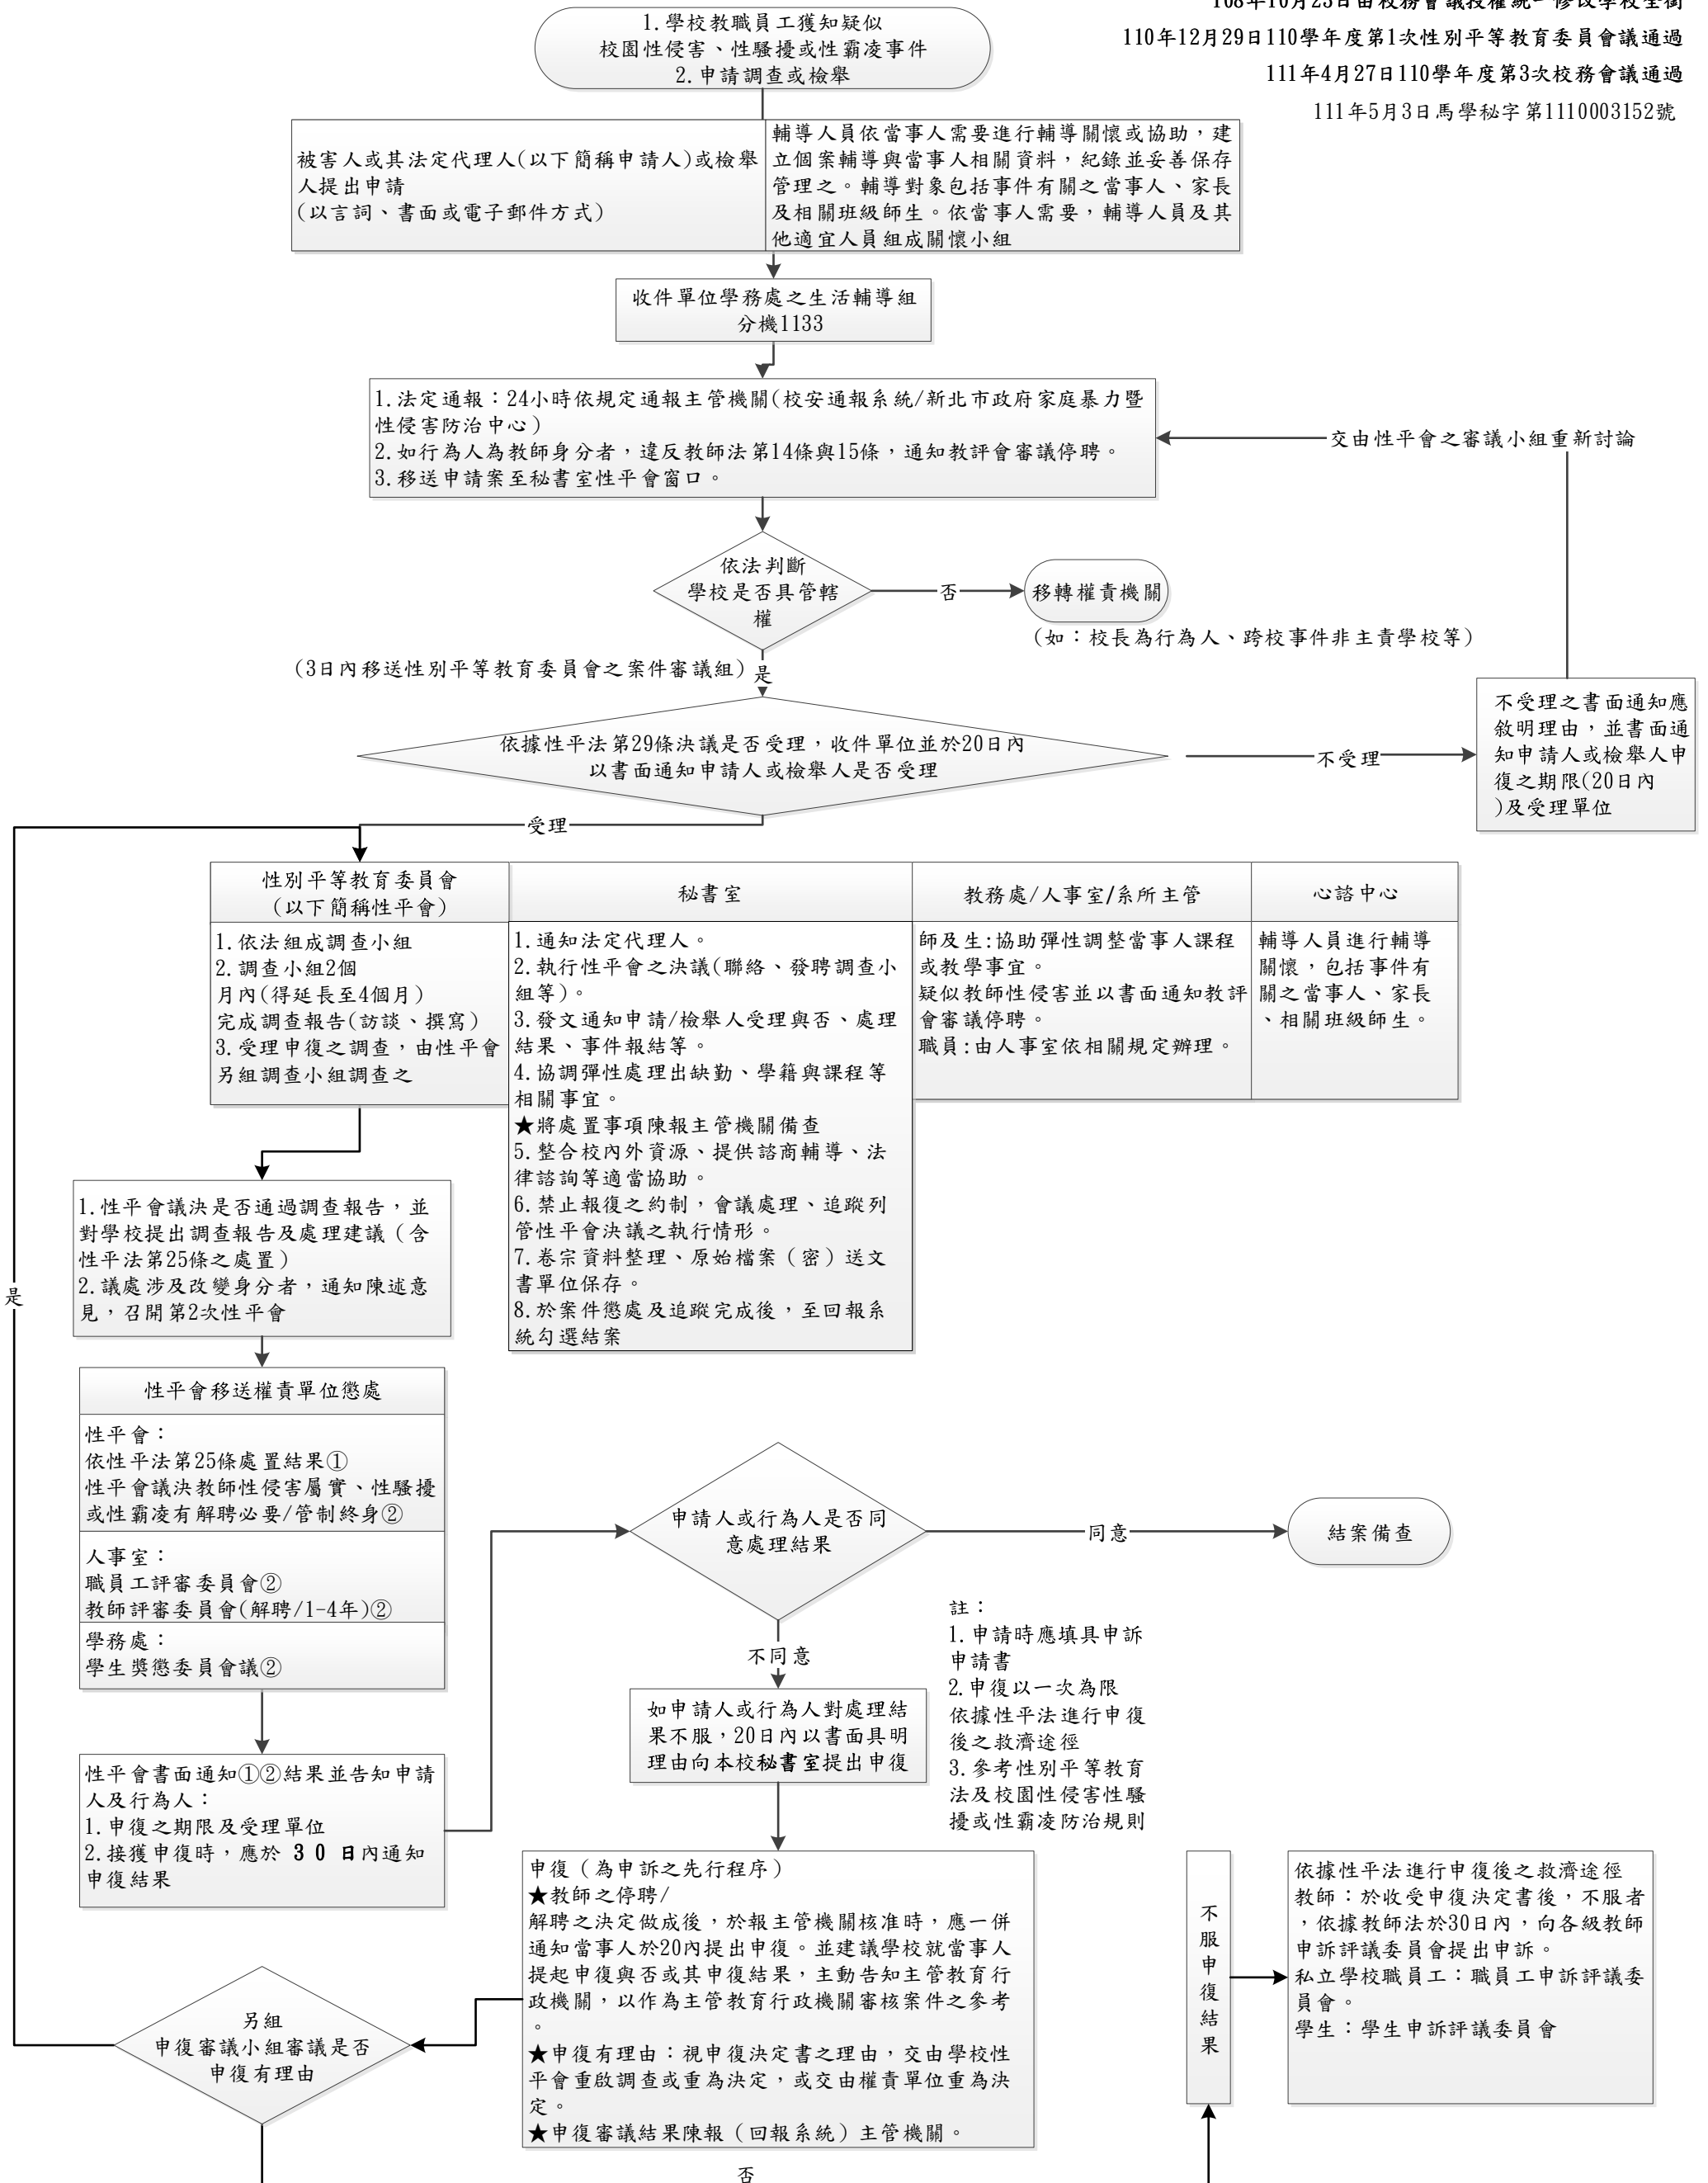 108年10月23日由校務會議授權統一修改學校全銜
110年12月29日110學年度第1次性別平等教育委員會議通過
111年4月27日110學年度第3次校務會議通過
111年5月3日馬學秘字第1110003152號
1.學校教職員工獲知疑似
校園性侵害、性騷擾或性霸凌事件
2.申請調查或檢舉
被害人或其法定代理人(以下簡稱申請人)或檢舉
人提出申請
(以言詞、書面或電子郵件方式)
輔導人員依當事人需要進行輔導關懷或協助，建
立個案輔導與當事人相關資料，紀錄並妥善保存
管理之。輔導對象包括事件有關之當事人、家長
及相關班級師生。依當事人需要，輔導人員及其
他適宜人員組成關懷小組
收件單位學務處之生活輔導組
分機1133
1.法定通報：24小時依規定通報主管機關(校安通報系統/新北市政府家庭暴力暨
性侵害防治中心）
2.如行為人為教師身分者，違反教師法第14條與15條，通知教評會審議停聘。
3.移送申請案至秘書室性平會窗口。
交由性平會之審議小組重新討論
依法判斷
學校是否具管轄
權
否
移轉權責機關
(如：校長為行為人、跨校事件非主責學校等)
(3日內移送性別平等教育委員會之案件審議組)
是
依據性平法第29條決議是否受理，收件單位並於20日內
以書面通知申請人或檢舉人是否受理
不受理
不受理之書面通知應
敘明理由，並書面通
知申請人或檢舉人申
復之期限(20日內
)及受理單位
受理
性別平等教育委員會
（以下簡稱性平會）
1.依法組成調查小組
2.調查小組2個
月內(得延長至4個月)
完成調查報告(訪談、撰寫)
3.受理申復之調查，由性平會
另組調查小組調查之
秘書室
1.通知法定代理人。
2.執行性平會之決議(聯絡、發聘調查小
組等)。
3.發文通知申請/檢舉人受理與否、處理
結果、事件報結等。
4.協調彈性處理出缺勤、學籍與課程等
相關事宜。
★將處置事項陳報主管機關備查
5.整合校內外資源、提供諮商輔導、法
律諮詢等適當協助。
6.禁止報復之約制，會議處理、追蹤列
管性平會決議之執行情形。
7.卷宗資料整理、原始檔案（密）送文
書單位保存。
8.於案件懲處及追蹤完成後，至回報系
統勾選結案
教務處/人事室/系所主管
師及生:協助彈性調整當事人課程
或教學事宜。
疑似教師性侵害並以書面通知教評
會審議停聘。
職員:由人事室依相關規定辦理。
心諮中心
輔導人員進行輔導
關懷，包括事件有
關之當事人、家長
、相關班級師生。
1.性平會議決是否通過調查報告，並
對學校提出調查報告及處理建議（含
性平法第25條之處置）
2.議處涉及改變身分者，通知陳述意
見，召開第2次性平會
是
性平會移送權責單位懲處
性平會：
依性平法第25條處置結果①
性平會議決教師性侵害屬實、性騷擾
或性霸凌有解聘必要/管制終身②
人事室：
職員工評審委員會②
教師評審委員會(解聘/1-4年)②
學務處：
學生獎懲委員會議②
性平會書面通知①②結果並告知申請
人及行為人：
1.申復之期限及受理單位
2.接獲申復時，應於 3 0 日內通知
申復結果
申請人或行為人是否同
意處理結果
同意
結案備查
不同意
如申請人或行為人對處理結
果不服，20日內以書面具明
理由向本校秘書室提出申復
註：
1.申請時應填具申訴
申請書
2.申復以一次為限
依據性平法進行申復
後之救濟途徑
3.參考性別平等教育
法及校園性侵害性騷
擾或性霸凌防治規則
申復（為申訴之先行程序）
★教師之停聘/
解聘之決定做成後，於報主管機關核准時，應一併
通知當事人於20內提出申復。並建議學校就當事人
提起申復與否或其申復結果，主動告知主管教育行
政機關，以作為主管教育行政機關審核案件之參考
。
★申復有理由：視申復決定書之理由，交由學校性
平會重啟調查或重為決定，或交由權責單位重為決
定。
★申復審議結果陳報（回報系統）主管機關。
另組
申復審議小組審議是否
申復有理由
否
不服申復結果
依據性平法進行申復後之救濟途徑
教師：於收受申復決定書後，不服者
，依據教師法於30日內，向各級教師
申訴評議委員會提出申訴。
私立學校職員工：職員工申訴評議委
員會。
學生：學生申訴評議委員會